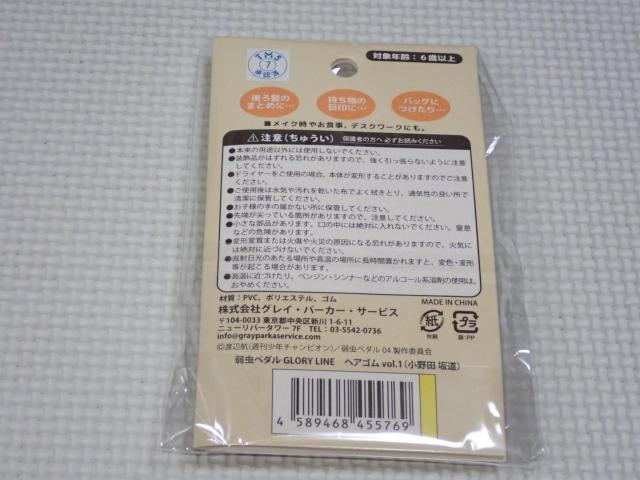 TMS
7
承認済
対象年齢：6歳以上
後ろ髪の
まとめに…
持ち物の
目印に…
バッグに
つけたり…
■メイク時やお食事、デスクワークにも。
注意(ちゅうい) 保護者の方へ 必ずお読みください
●本来の用途以外には使用しないでください。
●装飾品がはずれる恐れがありますので、強く引っ張らないように注意
してください。
●ドライヤーをご使用の場合、本体が変形することがありますのでご注意
ください。
●ご使用後は水気や汚れを乾いた布でよく拭きとり、通気性の良い所で
清潔に保管してください。
●お子様の手の届かない所に保管してください。
●先端が尖っている箇所がありますので、注意してください。
●小さな部品があります。口の中には絶対に入れないでください。窒息
などの危険があります。
●変形変質または火傷や火災の原因になる恐れがありますので、火気に
は絶対に近づけないでください。
●直射日光のあたる場所や高温の場所に長時間置かれますと、変色・変形
等が起こる場合があります。
●高温に近づけたり、ベンジン・シンナーなどのアルコール系溶剤の使用は、
おやめください。
材質：PVC、ポリエステル、ゴム
株式会社グレイ・パーカー・サービス
〒104-0033 東京都中央区新川 1-6-11
ニューリバータワー 7F TEL：03-5542-0736
info@grayparkaservice.com
MADE IN CHINA
紙
台紙
プラ
袋：PP
©渡辺航(週刊少年チャンピオン)／弱虫ペダル 04 製作委員会
弱虫ペダル GLORY LINE ヘアゴム vol.1 (小野田 坂道)
4 589468 455769